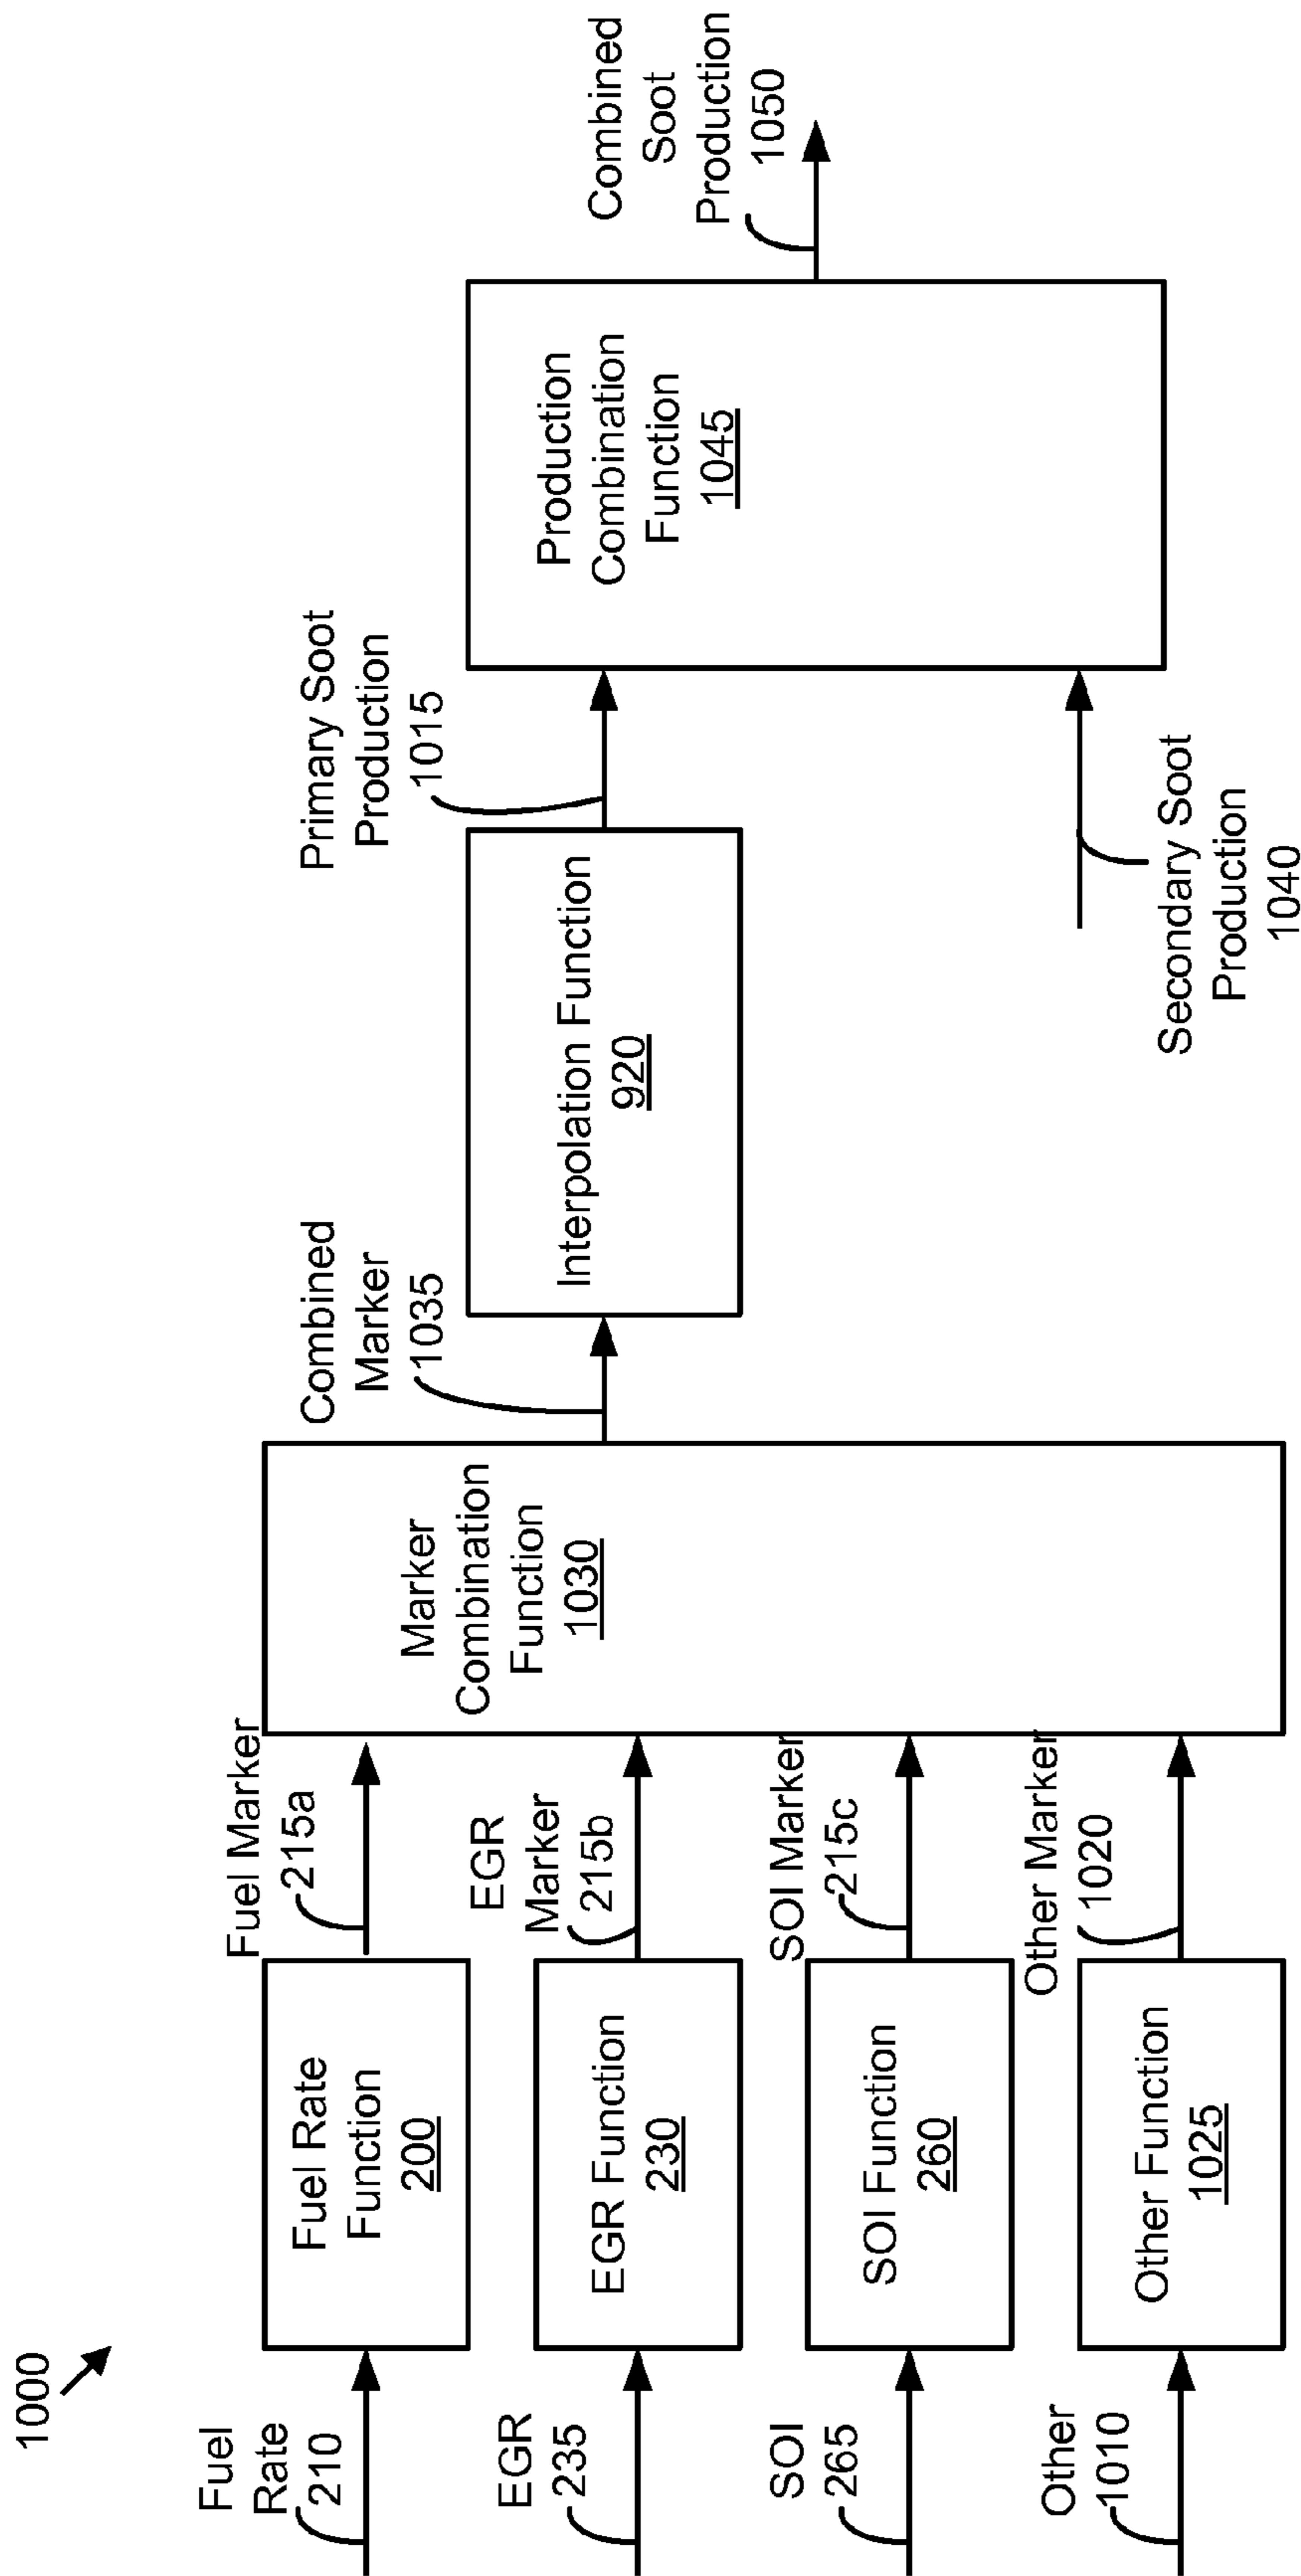 1000
Fuel
Rate
210
Fuel Rate
Function
200
Fuel Marker
215a
EGR
235
EGR Function
230
EGR
Marker
215b
SOI
265
SOI Function
260
SOI Marker
215c
Other
1010
Other Function
1025
Other Marker
1020
Marker
Combination
Function
1030
Combined
Marker
1035
Interpolation Function
920
Primary Soot
Production
1015
Secondary Soot
Production
1040
Production
Combination
Function
1045
Combined
Soot
Production
1050